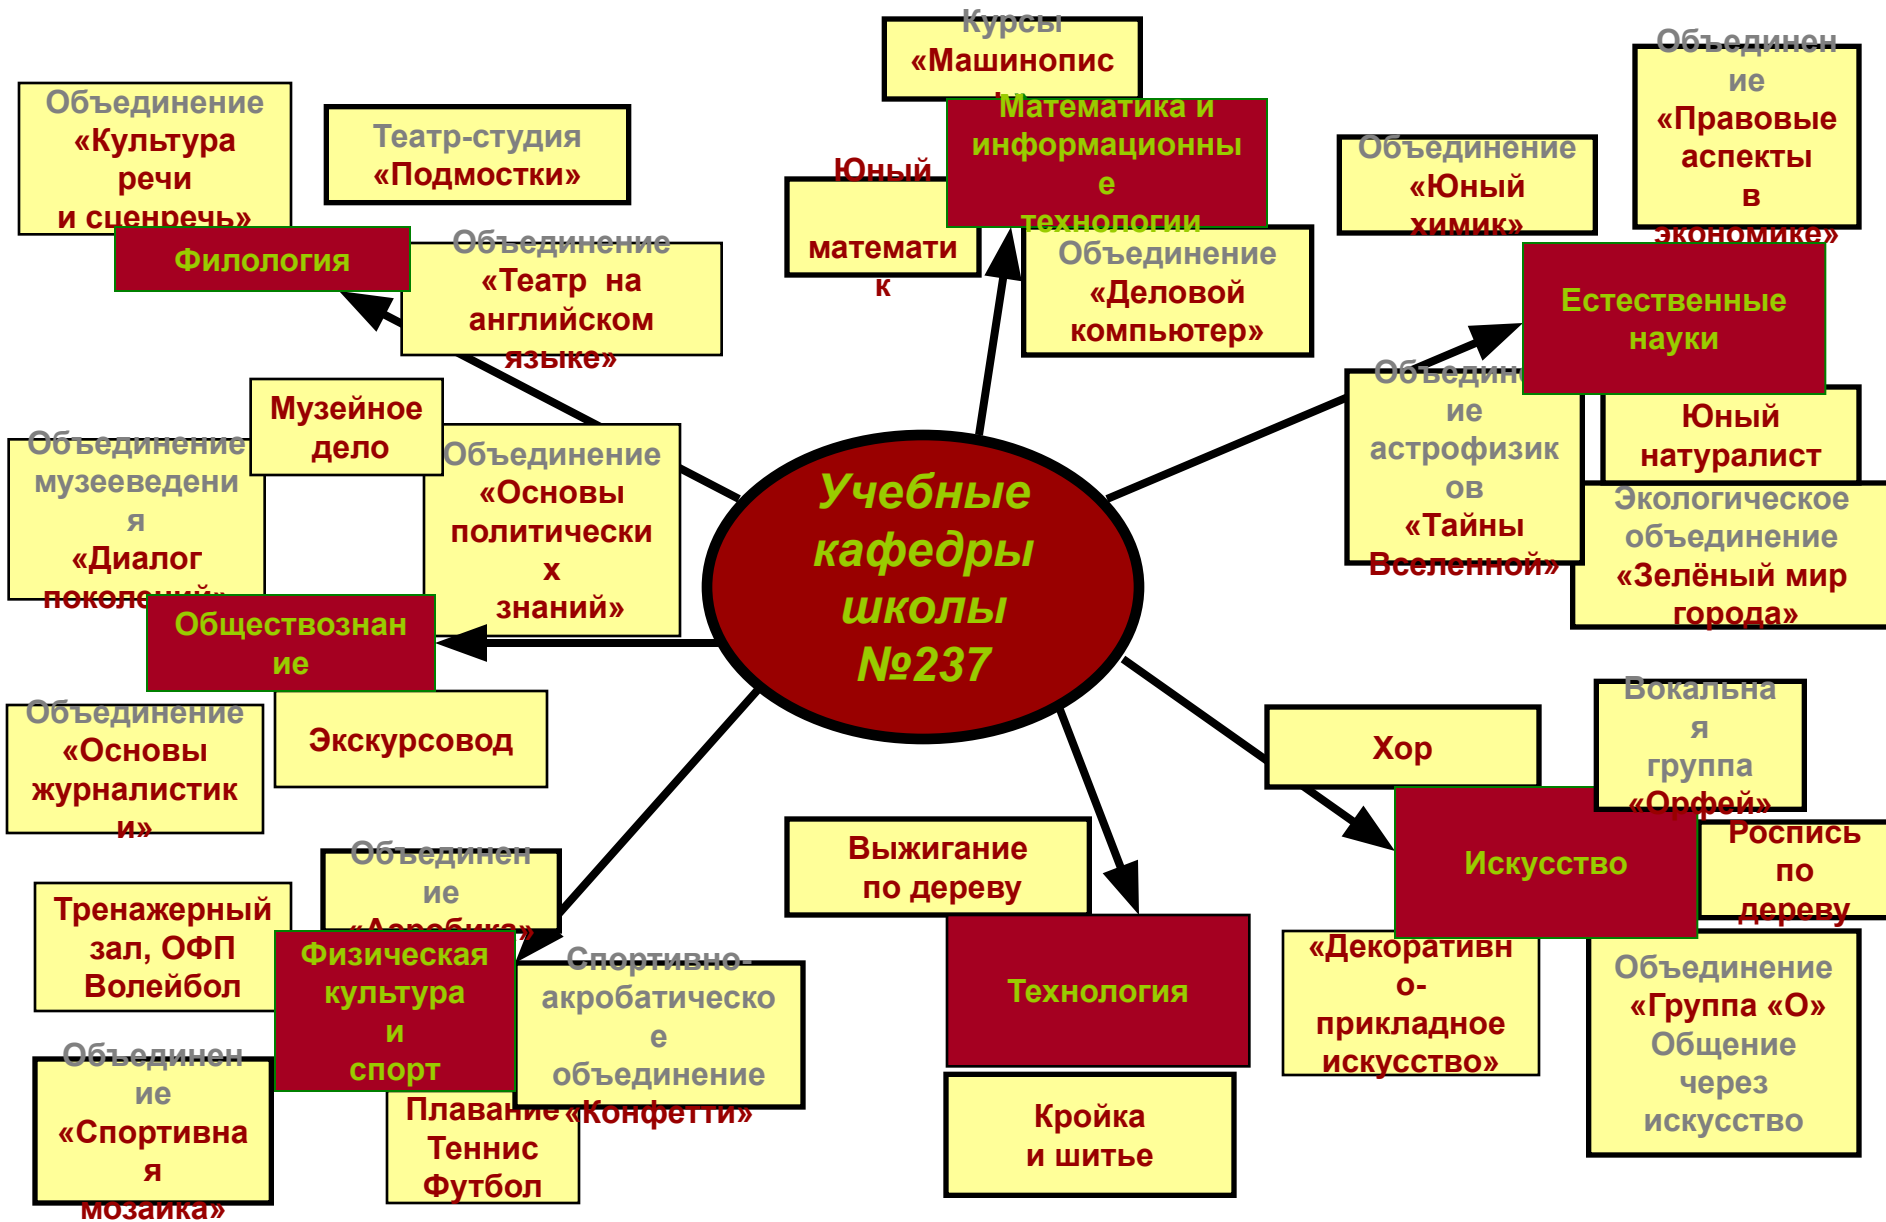 Курсы
«Машинопис
Математика и
информационны
е
технологии
Юный
математи
к
Объединение
«Деловой
компьютер»
Объединение
«Культура
речи
и сценречь»
Театр-студия
«Подмостки»
Филология
Объединение
«Театр на
английском
языке»
Объединение
«Юный
химик»
Объединен
ие
«Правовые
аспекты
в
экономике»
Естественные
науки
Объединен
ие
астрофизик
ов
«Тайны
Вселенной»
Юный
натуралист
Экологическое
объединение
«Зелёный мир
города»
Музейное
дело
Объединение
музееведени
я
«Диалог
поколений»
Объединение
«Основы
политически
х
знаний»
Обществознан
ие
Объединение
«Основы
журналистик
и»
Экскурсовод
Учебные
кафедры
школы
№237
Хор
Вокальна
я
группа
«Орфей»
Искусство
Роспись
по
дереву
«Декоративн
о-
прикладное
искусство»
Объединение
«Группа «О»
Общение
через
искусство
Выжигание
по дереву
Технология
Кройка
и шитье
Объединен
ие
«Аэробика»
Тренажерный
зал, ОФП
Волейбол
Физическая
культура
и
спорт
Спортивно-
акробатическо
е
объединение
«Конфетти»
Объединен
ие
«Спортивна
я
мозаика»
Плавание
Теннис
Футбол